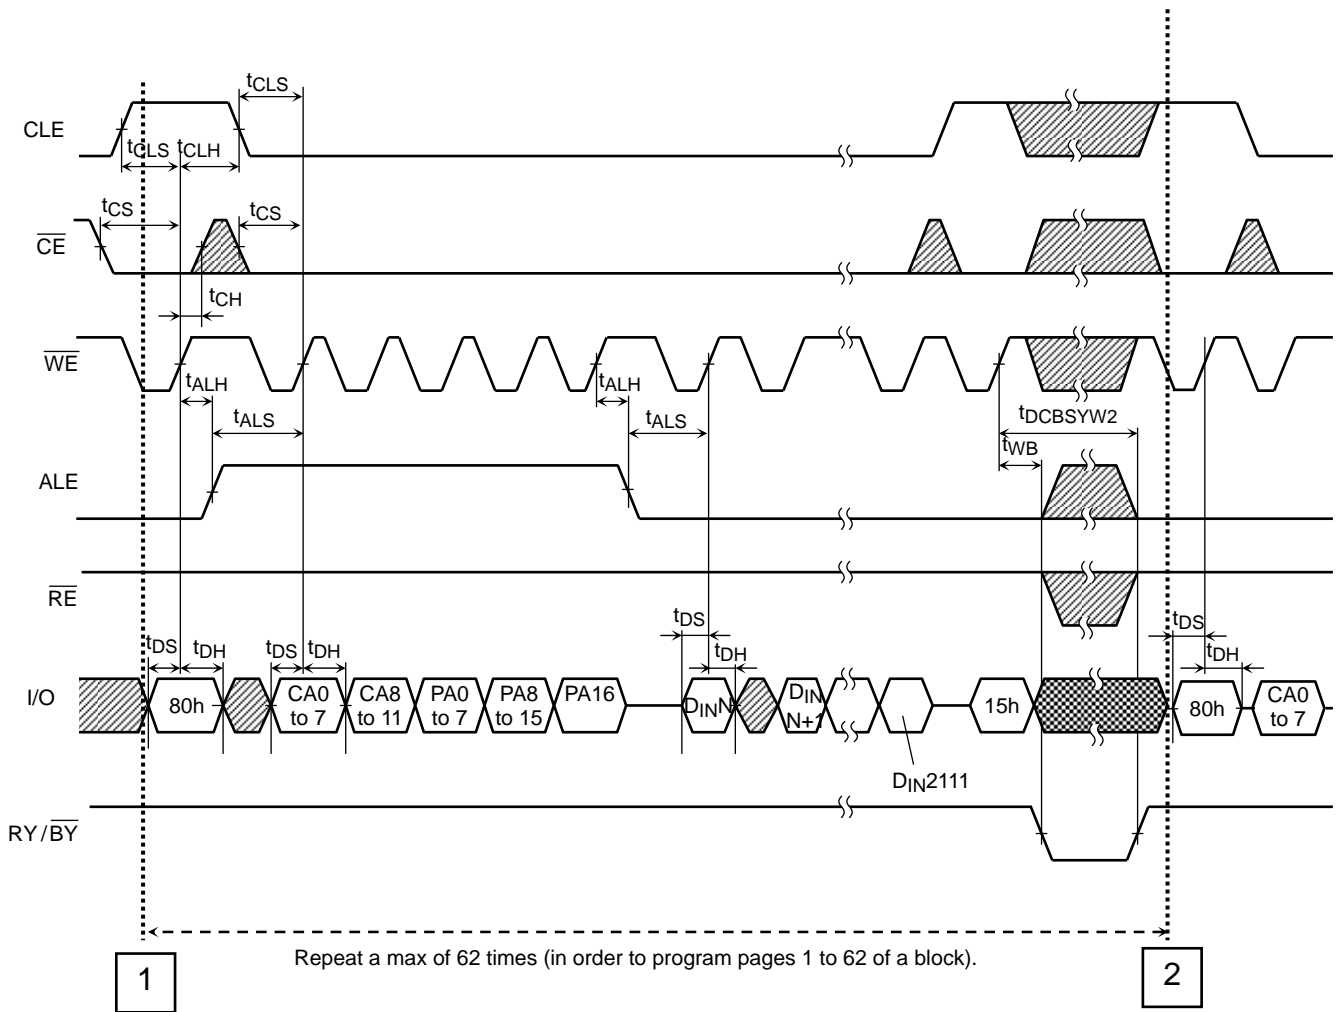 tCLS
CLE
tCLS tCLH
tCS tCS
CE
tCH
WE
tALH tALH
tALS tALS tDCBSYW2
tWB
ALE
RE
tDS tDH tDS tDH tDS tDH tDS tDH
I/O 80h CA0 to 7 CA8 to 11 PA0 to 7 PA8 to 15 PA16 DINN DIN N+1 15h 80h CA0 to 7
DIN2111
RY/BY
Repeat a max of 62 times (in order to program pages 1 to 62 of a block).
1 2